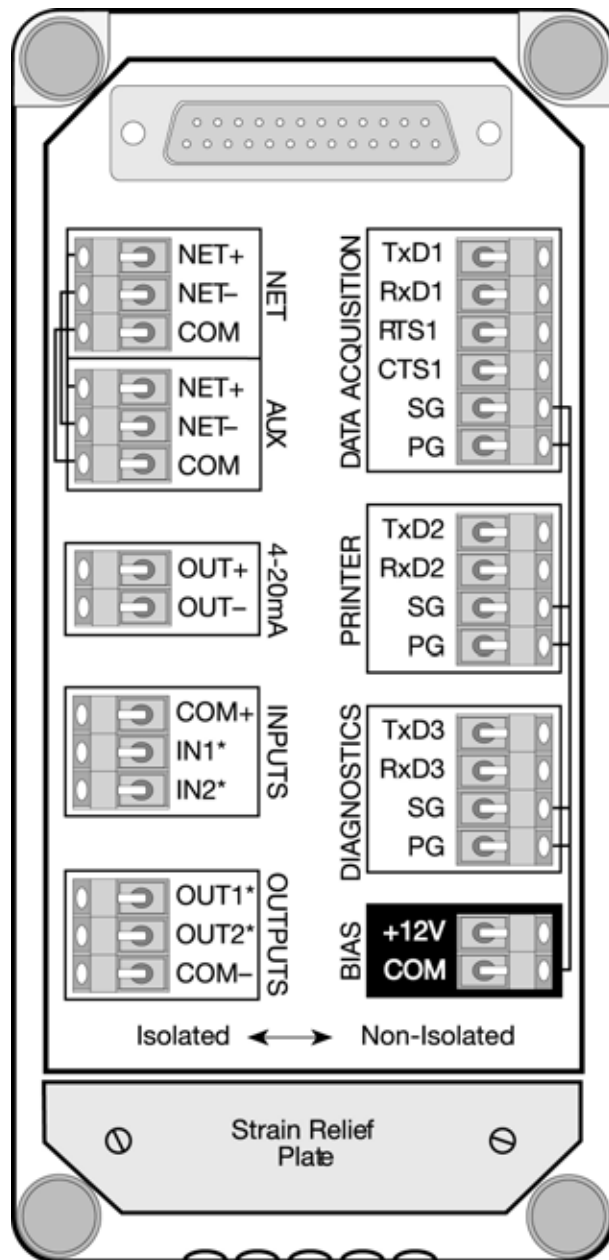 NET+
NET–
COM
NET
NET+
NET–
COM
AUX
OUT+
OUT–
4-20mA
COM+
IN1*
IN2*
INPUTS
OUT1*
OUT2*
COM–
OUTPUTS
DATA ACQUISITION
TxD1
RxD1
RTS1
CTS1
SG
PG
PRINTER
TxD2
RxD2
SG
PG
DIAGNOSTICS
TxD3
RxD3
SG
PG
BIAS
+12V
COM
Isolated Non-Isolated
Strain Relief
Plate